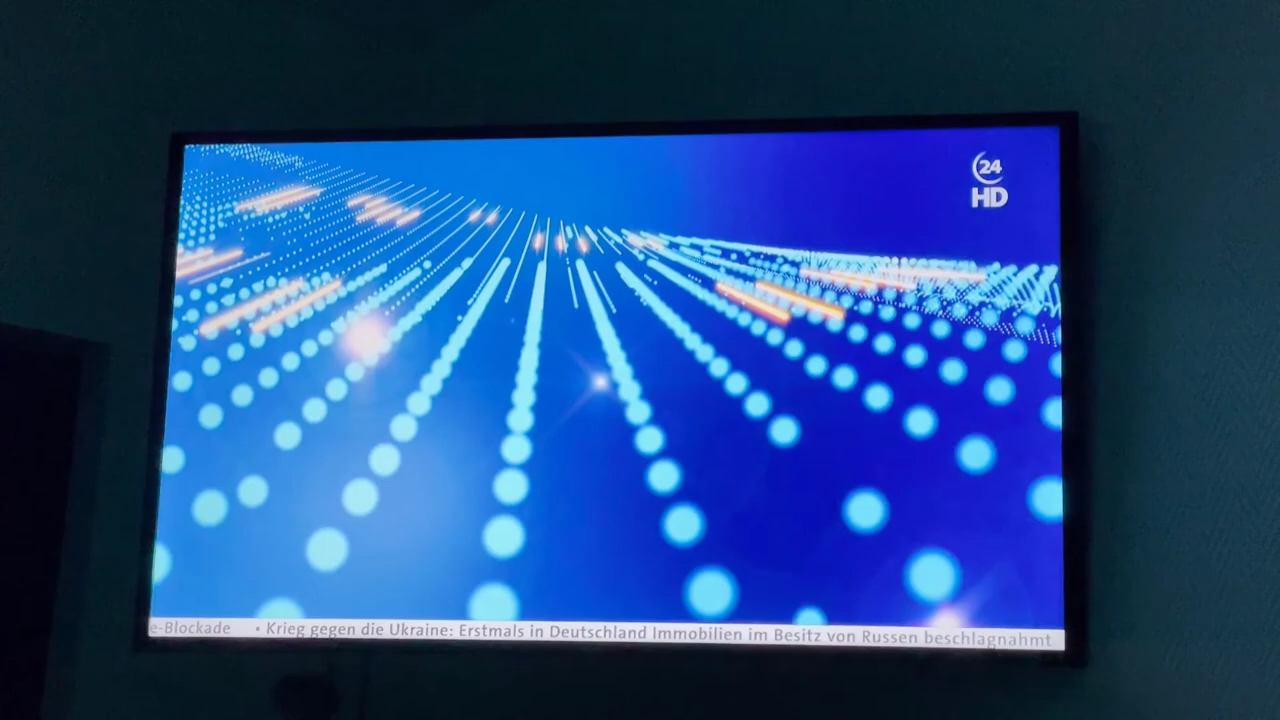 24
HD
e-Blockade • Krieg gegen die Ukraine: Erstmals in Deutschland Immobilien im Besitz von Russen beschlagnahmt